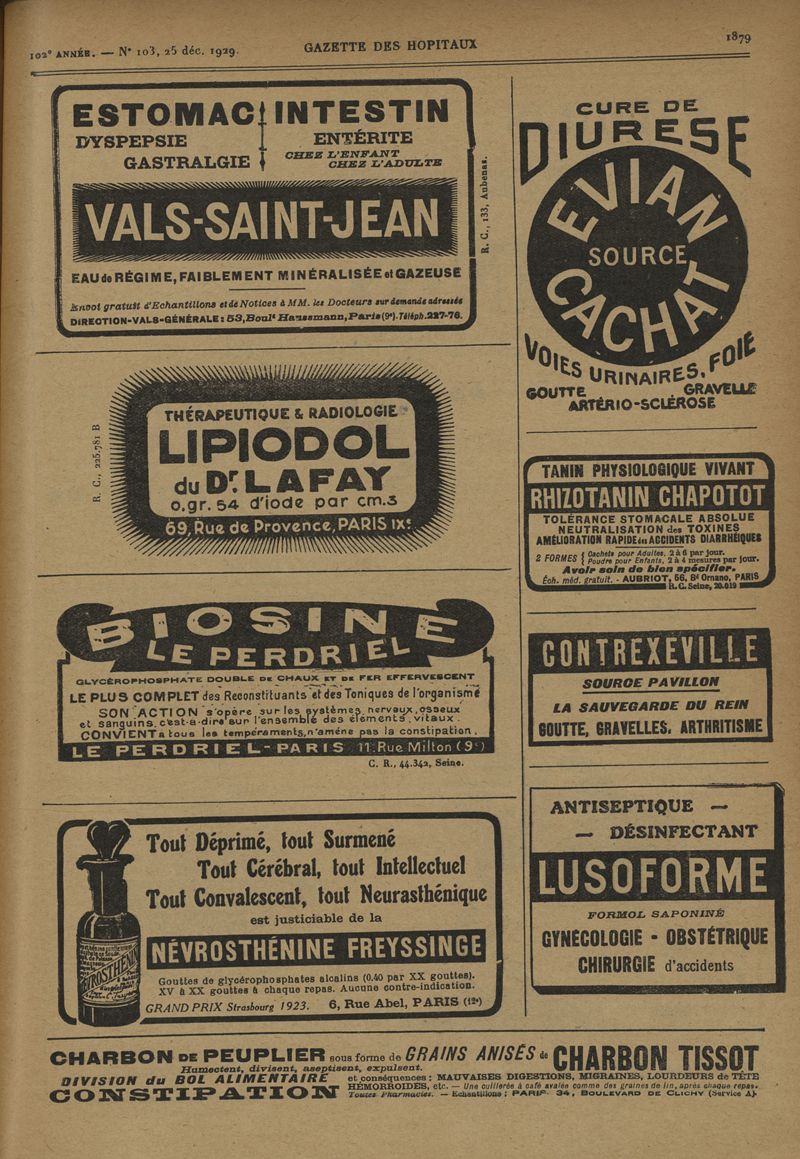 102e ANNÉE. — N° 103, 25 déc. 1929.
GAZETTE DES HOPITAUX
1879
ESTOMAC INTESTIN
DYSPEPSIE
GASTRALGIE
ENTÉRITE
CHEZ L'ENFANT
CHEZ L'ADULTE
VALS-SAINT-JEAN
EAU de RÉGIME, FAIBLEMENT MINÉRALISÉE et GAZEUSE
Envoi gratuit d'Echantillons et de Notices à MM. les Docteurs sur demande adressée
DIRECTION-VALS-GÉNÉRALE: 53, Bould Haussmann, Paris (9e). Téléph. 227-76.
R. C., 133, Aubenas.
THÉRAPEUTIQUE & RADIOLOGIE
LIPIODOL
du Dr. LAFAY
0.gr. 54 d'iode par cm.3
69, Rue de Provence, PARIS IXe.
R. C., 225.781 B
BIOSINE
LE PERDRIEL
GLYCÉROPHOSPHATE DOUBLE DE CHAUX ET DE FER EFFERVESCENT
LE PLUS COMPLET des Reconstituants et des Toniques de l'organisme
SON ACTION s'opère sur les systèmes nerveux, osseux
et sanguins, c'est-a-dire sur l'ensemble des éléments vitaux.
CONVIENT a tous les tempéraments, n'amène pas la constipation.
LE PERDRIEL-PARIS 11, Rue Milton (9e)
C. R., 44.342, Seine.
Tout Déprimé, tout Surmené
Tout Cérébral, tout Intellectuel
Tout Convalescent, tout Neurasthénique
est justiciable de la
NÉVROSTHÉNINE FREYSSINGE
Gouttes de glycérophosphates alcalins (0.40 par XX gouttes).
XV à XX gouttes à chaque repas. Aucune contre-indication.
GRAND PRIX Strasbourg 1923. 6, Rue Abel, PARIS (12e)
CURE DE
DIURESE
EVIAN
SOURCE
CACHAT
VOIES URINAIRES, FOIE
GOUTTE GRAVELLE
ARTÉRIO-SCLÉROSE
TANIN PHYSIOLOGIQUE VIVANT
RHIZOTANIN CHAPOTOT
TOLÉRANCE STOMACALE ABSOLUE
NEUTRALISATION des TOXINES
AMÉLIORATION RAPIDE des ACCIDENTS DIARRHÉIQUES
2 FORMES { Cachets pour Adultes, 2 à 6 par jour.
Poudre pour Enfants, 2 à 4 mesures par jour.
Avoir soin de bien spécifier.
Éch. méd. gratuit. - AUBRIOT, 56, Bd Ornano, PARIS
R. C. Seine, 20.019
CONTREXEVILLE
SOURCE PAVILLON
LA SAUVEGARDE DU REIN
GOUTTE, GRAVELLES, ARTHRITISME
ANTISEPTIQUE —
— DÉSINFECTANT
LUSOFORME
FORMOL SAPONINÉ
GYNÉCOLOGIE - OBSTÉTRIQUE
CHIRURGIE d'accidents
CHARBON DE PEUPLIER sous forme de GRAINS ANISÉS de CHARBON TISSOT
Humectent, divisent, aseptisent, expulsent.
DIVISION du BOL ALIMENTAIRE et conséquences : MAUVAISES DIGESTIONS, MIGRAINES, LOURDEURS de TÊTE
HÉMORROIDES, etc. — Une cuillerée à café avalée comme des graines de lin, après chaque repas.
CONSTIPATION Toutes Pharmacies. — Echantillons : PARIS 34, BOULEVARD DE CLICHY (Service A).